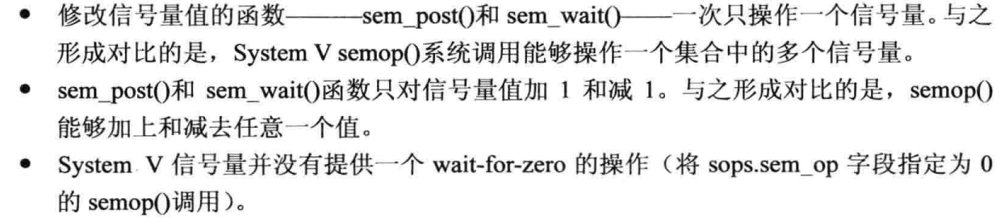 ● 修改信号量值的函数———sem_post()和 sem_wait()——一次只操作一个信号量。与之
形成对比的是，System V semop()系统调用能够操作一个集合中的多个信号量。
● sem_post()和 sem_wait()函数只对信号量值加 1 和减 1。与之形成对比的是，semop()
能够加上和减去任意一个值。
● System V 信号量并没有提供一个 wait-for-zero 的操作（将 sops.sem_op 字段指定为 0
的 semop()调用）。